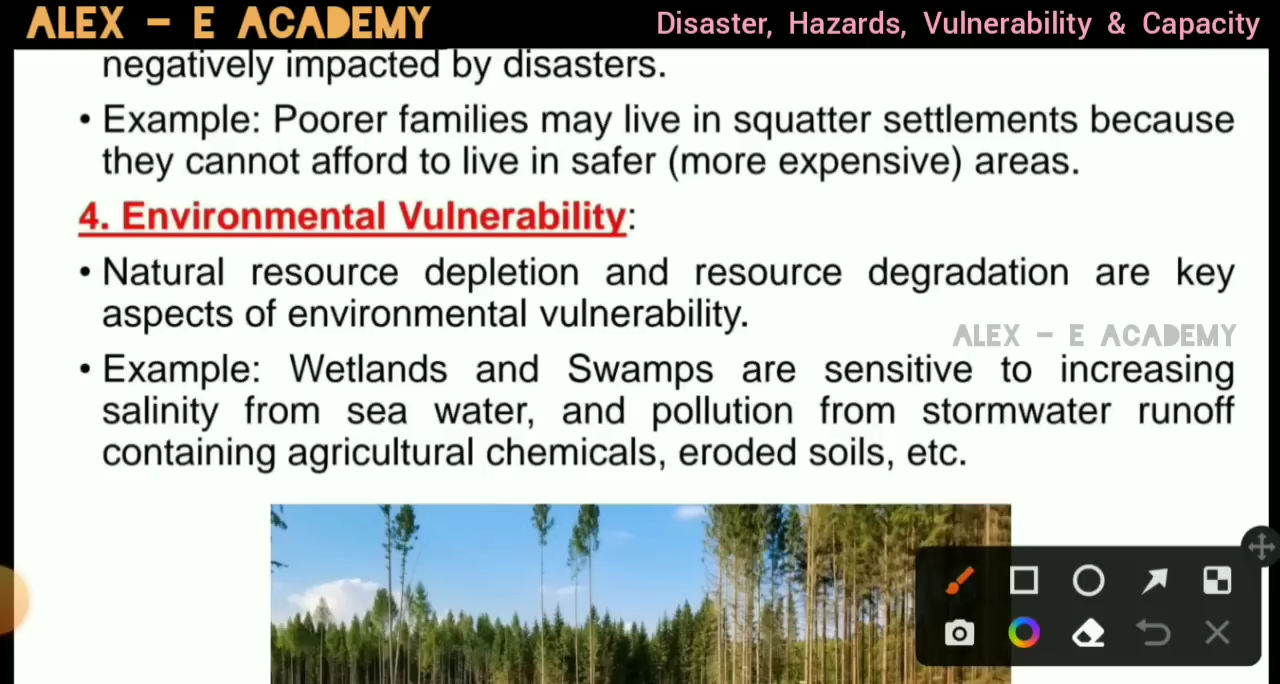 ALEX - E ACADEMY
Disaster, Hazards, Vulnerability & Capacity
negatively impacted by disasters.
• Example: Poorer families may live in squatter settlements because
they cannot afford to live in safer (more expensive) areas.
4. Environmental Vulnerability:
• Natural resource depletion and resource degradation are key
aspects of environmental vulnerability.
ALEX - E ACADEMY
• Example: Wetlands and Swamps are sensitive to increasing
salinity from sea water, and pollution from stormwater runoff
containing agricultural chemicals, eroded soils, etc.